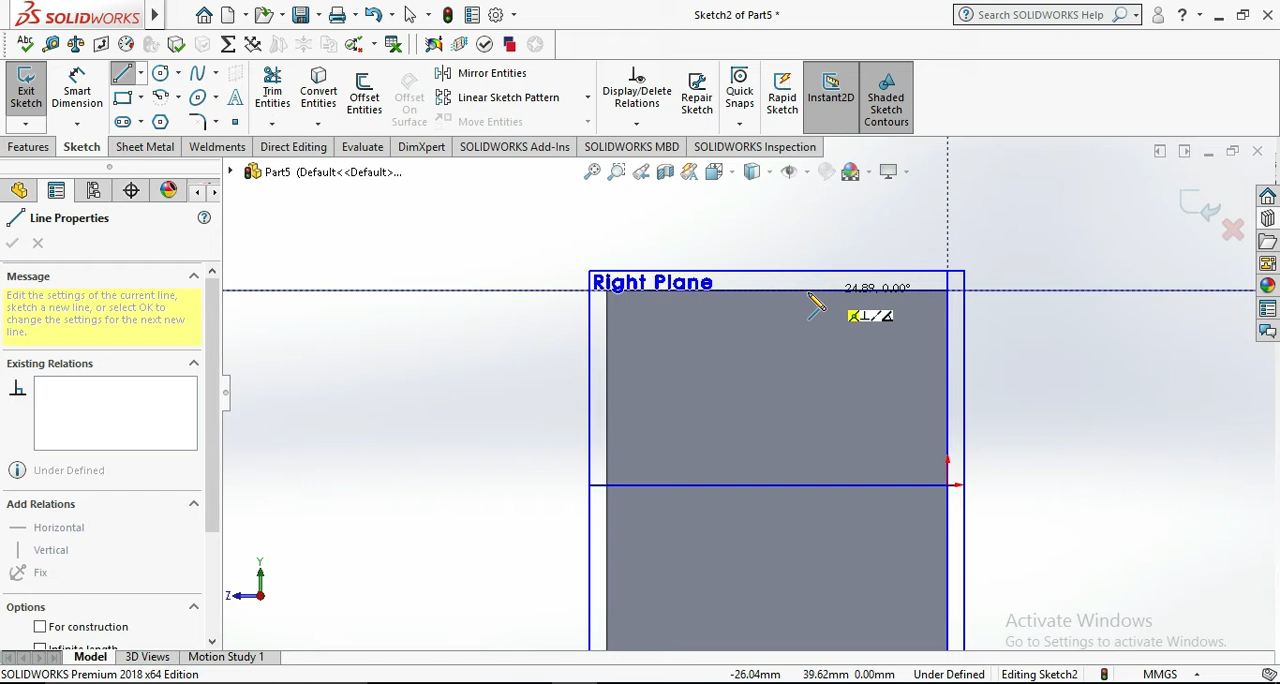 DS SOLIDWORKS
Sketch2 of Part5 *
Search SOLIDWORKS Help
Exit Sketch
Smart Dimension
Trim Entities
Convert Entities
Offset Entities
Offset On Surface
Mirror Entities
Linear Sketch Pattern
Move Entities
Display/Delete Relations
Repair Sketch
Quick Snaps
Rapid Sketch
Instant2D
Shaded Sketch Contours
Features
Sketch
Sheet Metal
Weldments
Direct Editing
Evaluate
DimXpert
SOLIDWORKS Add-Ins
SOLIDWORKS MBD
SOLIDWORKS Inspection
Part5 (Default<<Default>...
Line Properties
Message
Edit the settings of the current line, sketch a new line, or select OK to change the settings for the next new line.
Existing Relations
Under Defined
Add Relations
Horizontal
Vertical
Fix
Options
For construction
Right Plane
24.89, 0.00°
Y
Z
Activate Windows
Go to Settings to activate Windows.
Model
3D Views
Motion Study 1
SOLIDWORKS Premium 2018 x64 Edition
-26.04mm
39.62mm 0.00mm
Under Defined
Editing Sketch2
MMGS